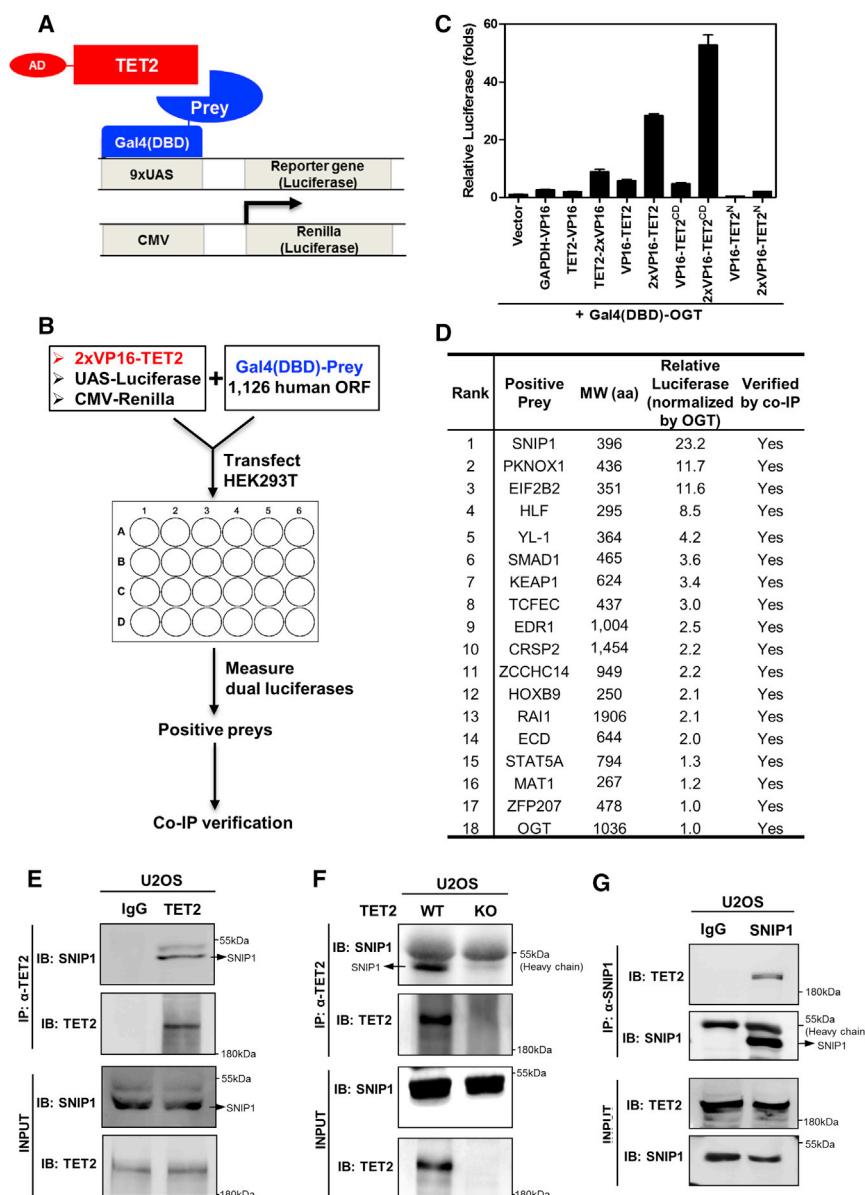 A
AD
TET2
Prey
Gal4(DBD)
9xUAS
Reporter gene
(Luciferase)
CMV
Renilla
(Luciferase)
B
2xVP16-TET2
UAS-Luciferase
CMV-Renilla
+
Gal4(DBD)-Prey
1,126 human ORF
Transfect
HEK293T
1 2 3 4 5 6
A
B
C
D
Measure
dual luciferases
Positive preys
Co-IP verification
C
Relative Luciferase (folds)
60
40
20
0
Vector
GAPDH-VP16
TET2-VP16
TET2-2xVP16
VP16-TET2
2xVP16-TET2
VP16-TET2^CD
2xVP16-TET2^CD
VP16-TET2^N
2xVP16-TET2^N
+ Gal4(DBD)-OGT
D
Rank Positive Prey MW (aa) Relative Luciferase (normalized by OGT) Verified by co-IP
1 SNIP1 396 23.2 Yes
2 PKNOX1 436 11.7 Yes
3 EIF2B2 351 11.6 Yes
4 HLF 295 8.5 Yes
5 YL-1 364 4.2 Yes
6 SMAD1 465 3.6 Yes
7 KEAP1 624 3.4 Yes
8 TCFEC 437 3.0 Yes
9 EDR1 1,004 2.5 Yes
10 CRSP2 1,454 2.2 Yes
11 ZCCHC14 949 2.2 Yes
12 HOXB9 250 2.1 Yes
13 RAI1 1906 2.1 Yes
14 ECD 644 2.0 Yes
15 STAT5A 794 1.3 Yes
16 MAT1 267 1.2 Yes
17 ZFP207 478 1.0 Yes
18 OGT 1036 1.0 Yes
E
U2OS
IgG TET2
IP: α-TET2
IB: SNIP1
55kDa
SNIP1
IB: TET2
180kDa
INPUT
IB: SNIP1
55kDa
SNIP1
IB: TET2
180kDa
F
U2OS
TET2 WT KO
IP: α-TET2
IB: SNIP1
SNIP1
55kDa
(Heavy chain)
IB: TET2
180kDa
INPUT
IB: SNIP1
55kDa
IB: TET2
180kDa
G
U2OS
IgG SNIP1
IP: α-SNIP1
IB: TET2
180kDa
IB: SNIP1
55kDa
(Heavy chain
SNIP1
INPUT
IB: TET2
180kDa
IB: SNIP1
55kDa